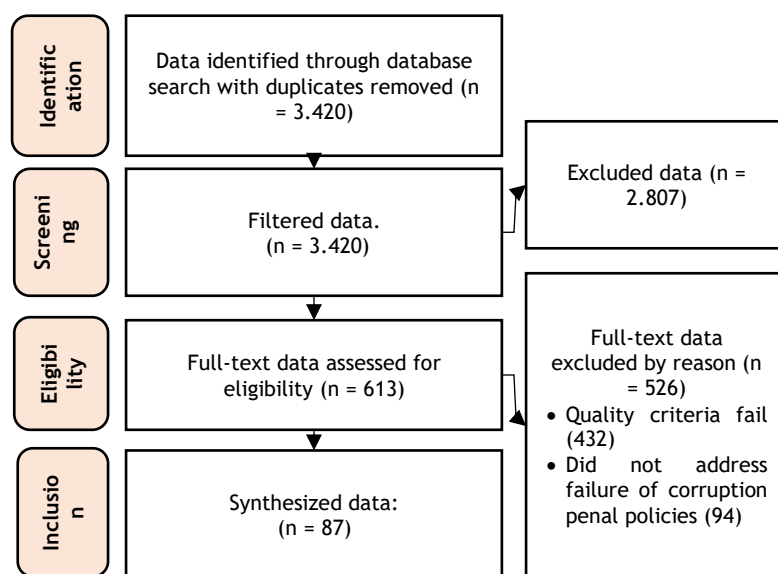 Identific
ation
Data identified through database
search with duplicates removed (n
= 3.420)
Screeni
ng
Filtered data.
(n = 3.420)
Excluded data (n =
2.807)
Eligibi
lity
Full-text data assessed for
eligibility (n = 613)
Full-text data
excluded by reason (n
= 526)
• Quality criteria fail
(432)
• Did not address
failure of corruption
penal policies (94)
Inclusio
n
Synthesized data:
(n = 87)